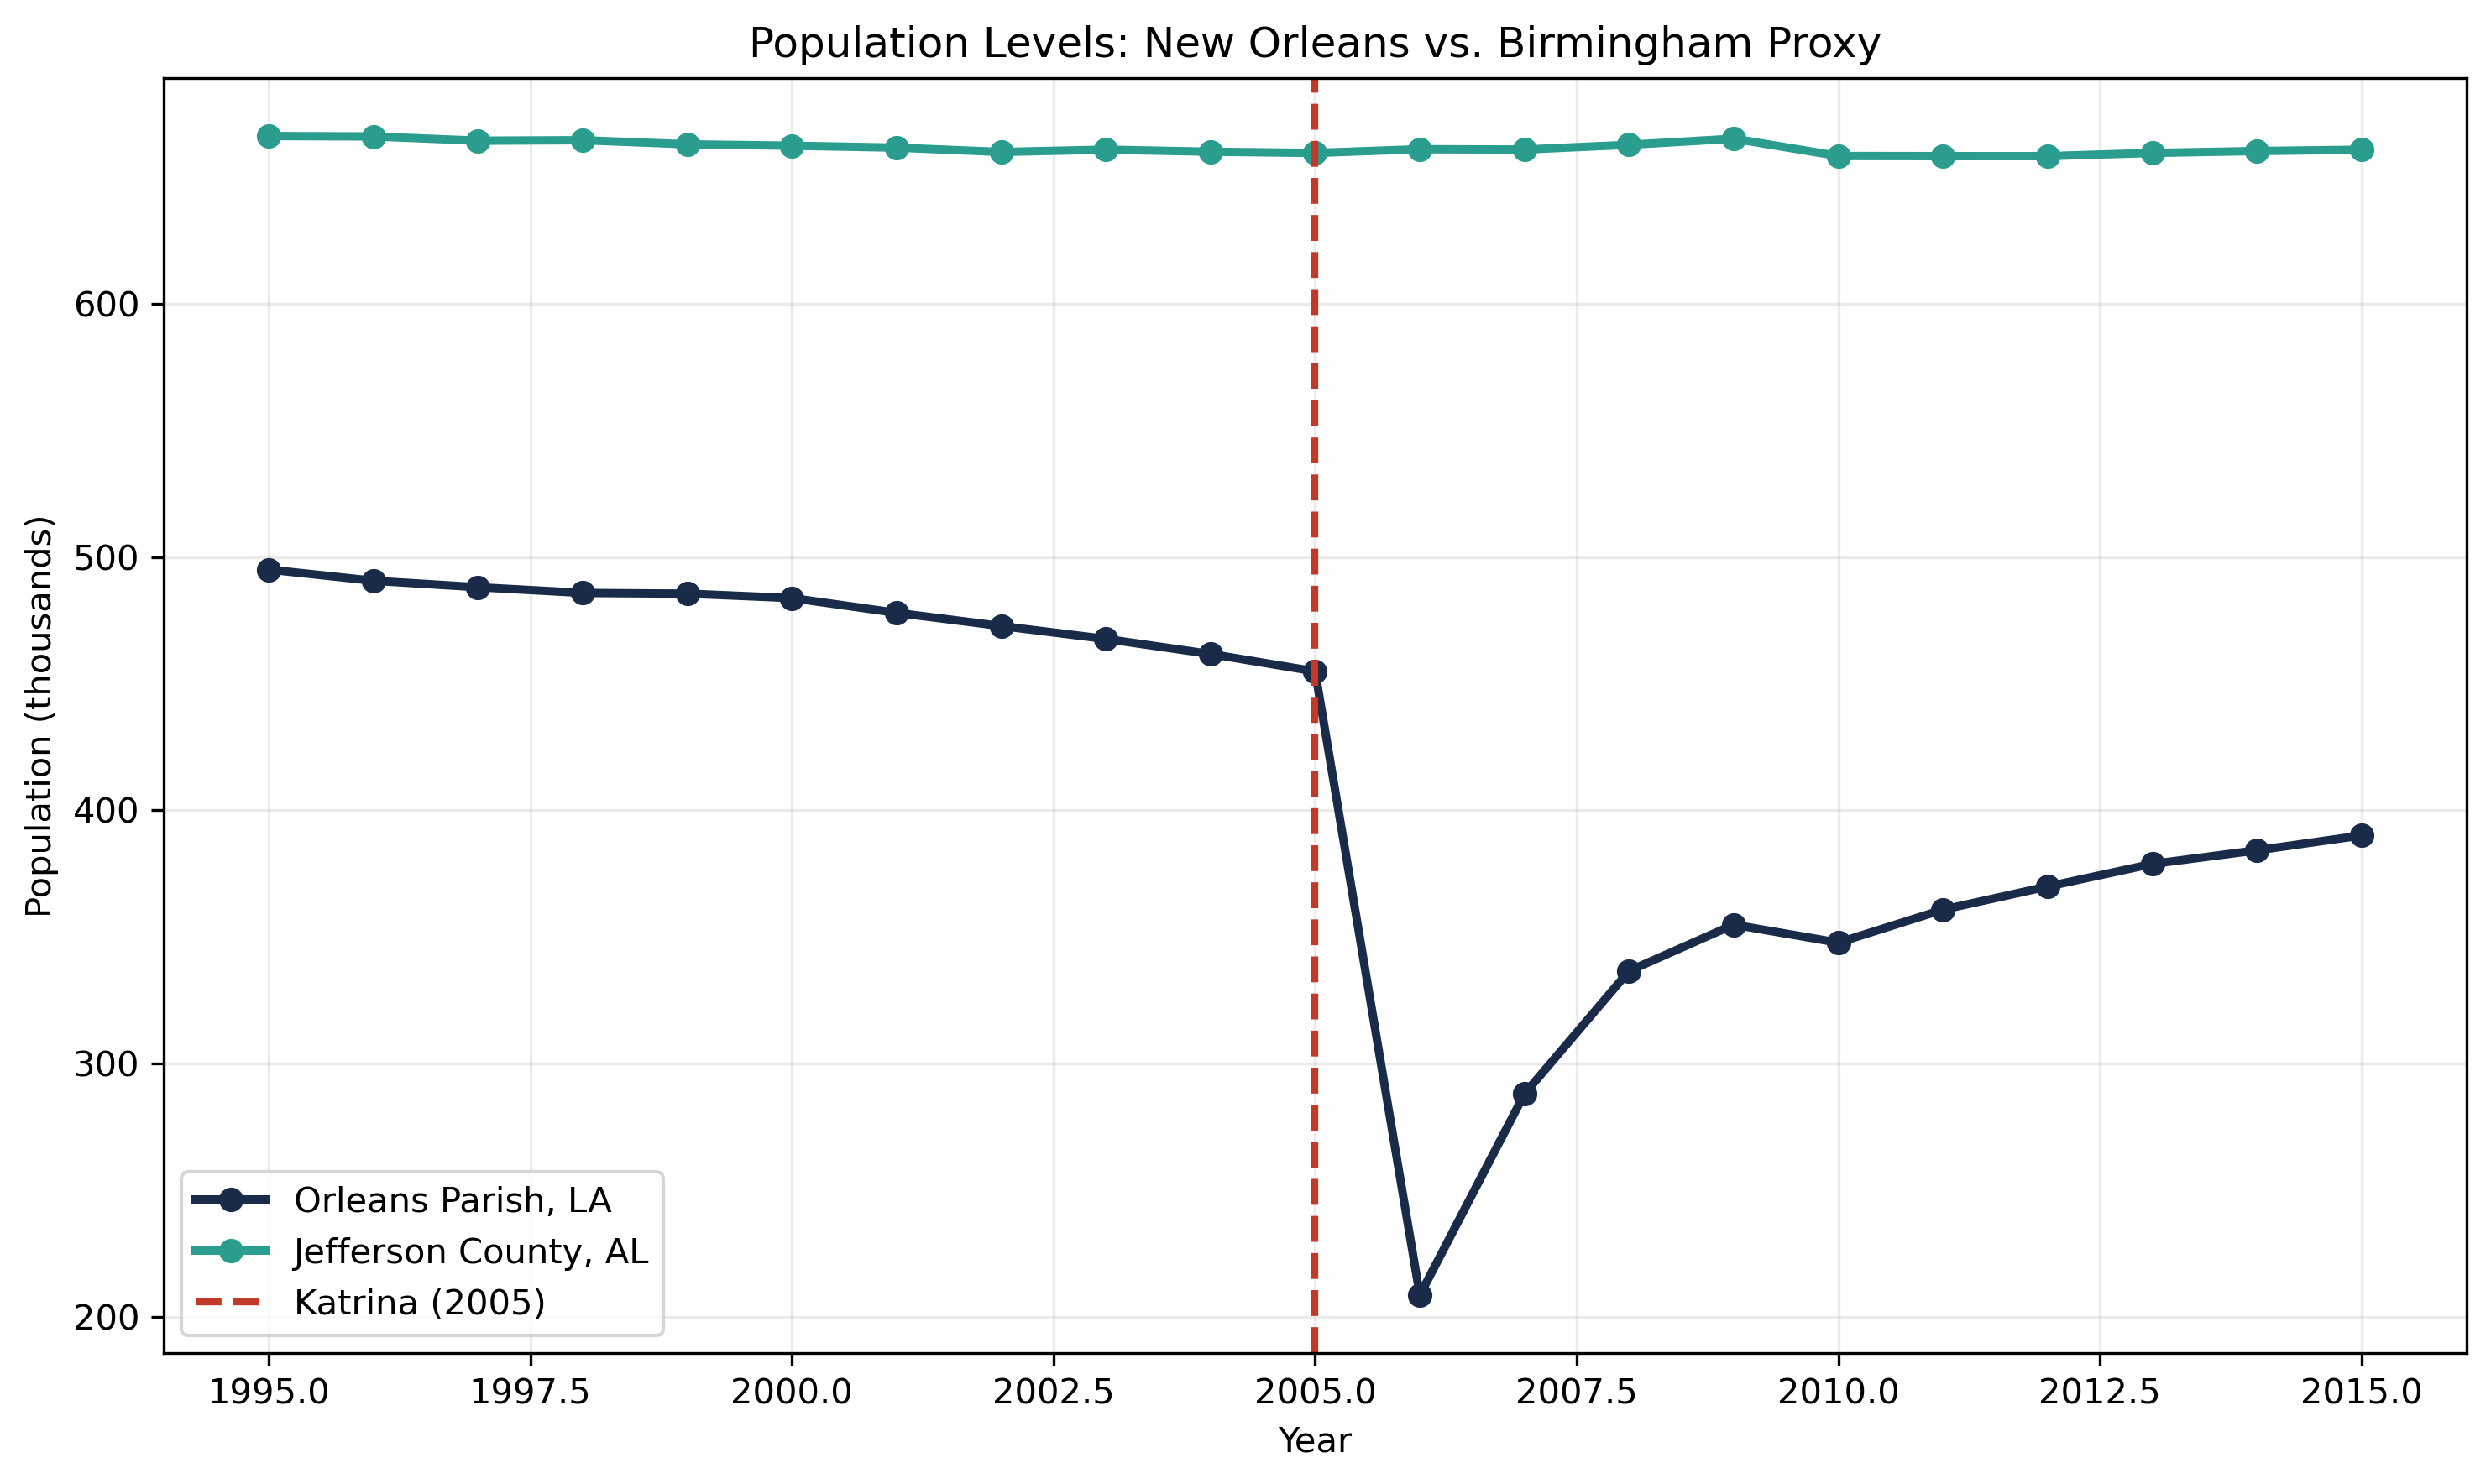 Population Levels: New Orleans vs. Birmingham Proxy
Population (thousands)
600
500
400
300
200
Orleans Parish, LA
Jefferson County, AL
Katrina (2005)
1995.0 1997.5 2000.0 2002.5 2005.0 2007.5 2010.0 2012.5 2015.0
Year